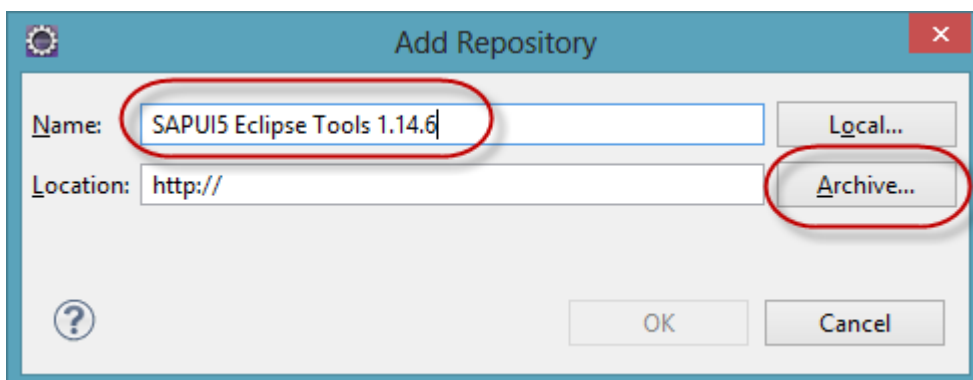 Add Repository
Name: SAPUI5 Eclipse Tools 1.14.6 Local...
Location: http:// Archive...
? OK Cancel